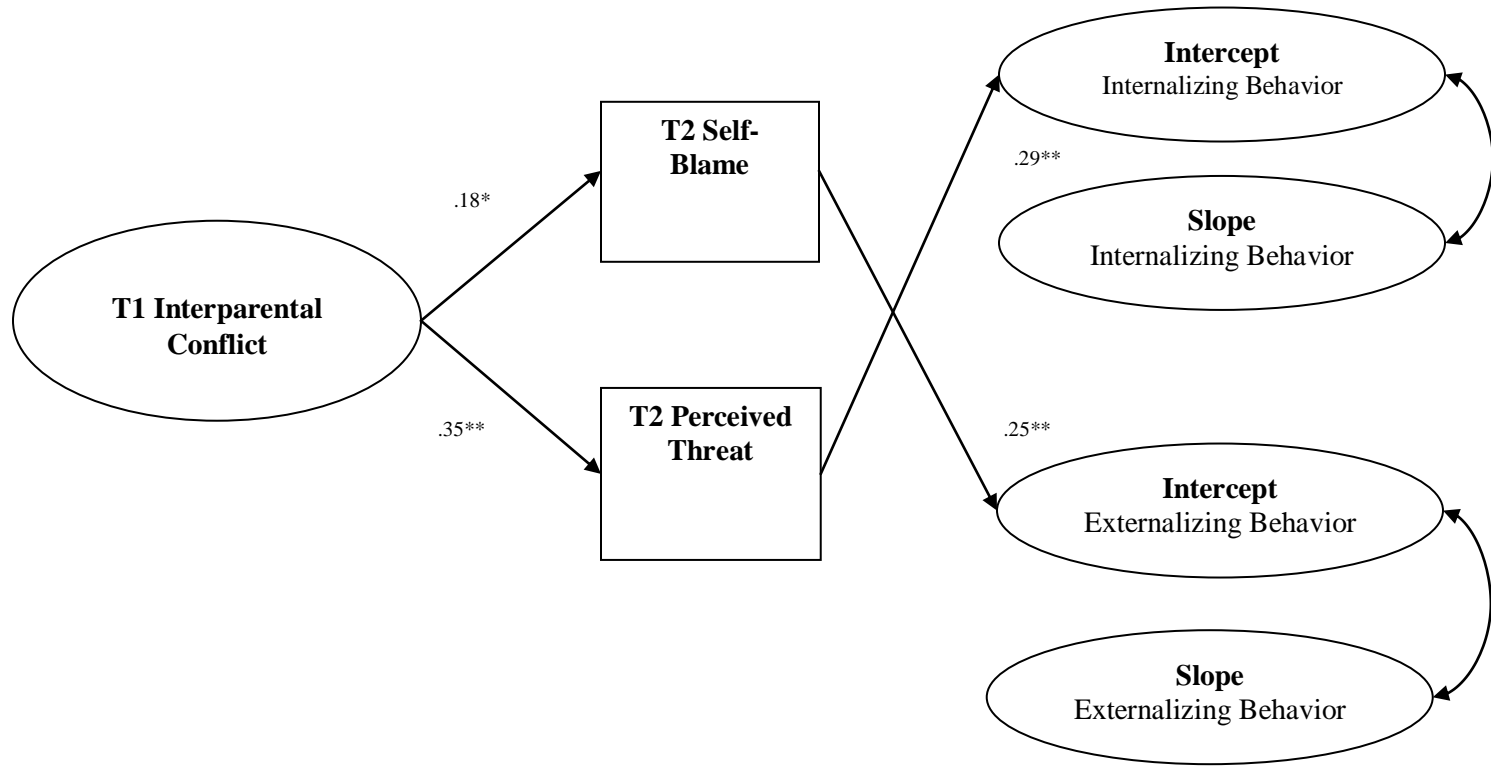 Intercept
Internalizing Behavior
T2 Self-
Blame
.29**
.18*
Slope
Internalizing Behavior
T1 Interparental
Conflict
T2 Perceived
Threat
.35**
.25**
Intercept
Externalizing Behavior
Slope
Externalizing Behavior